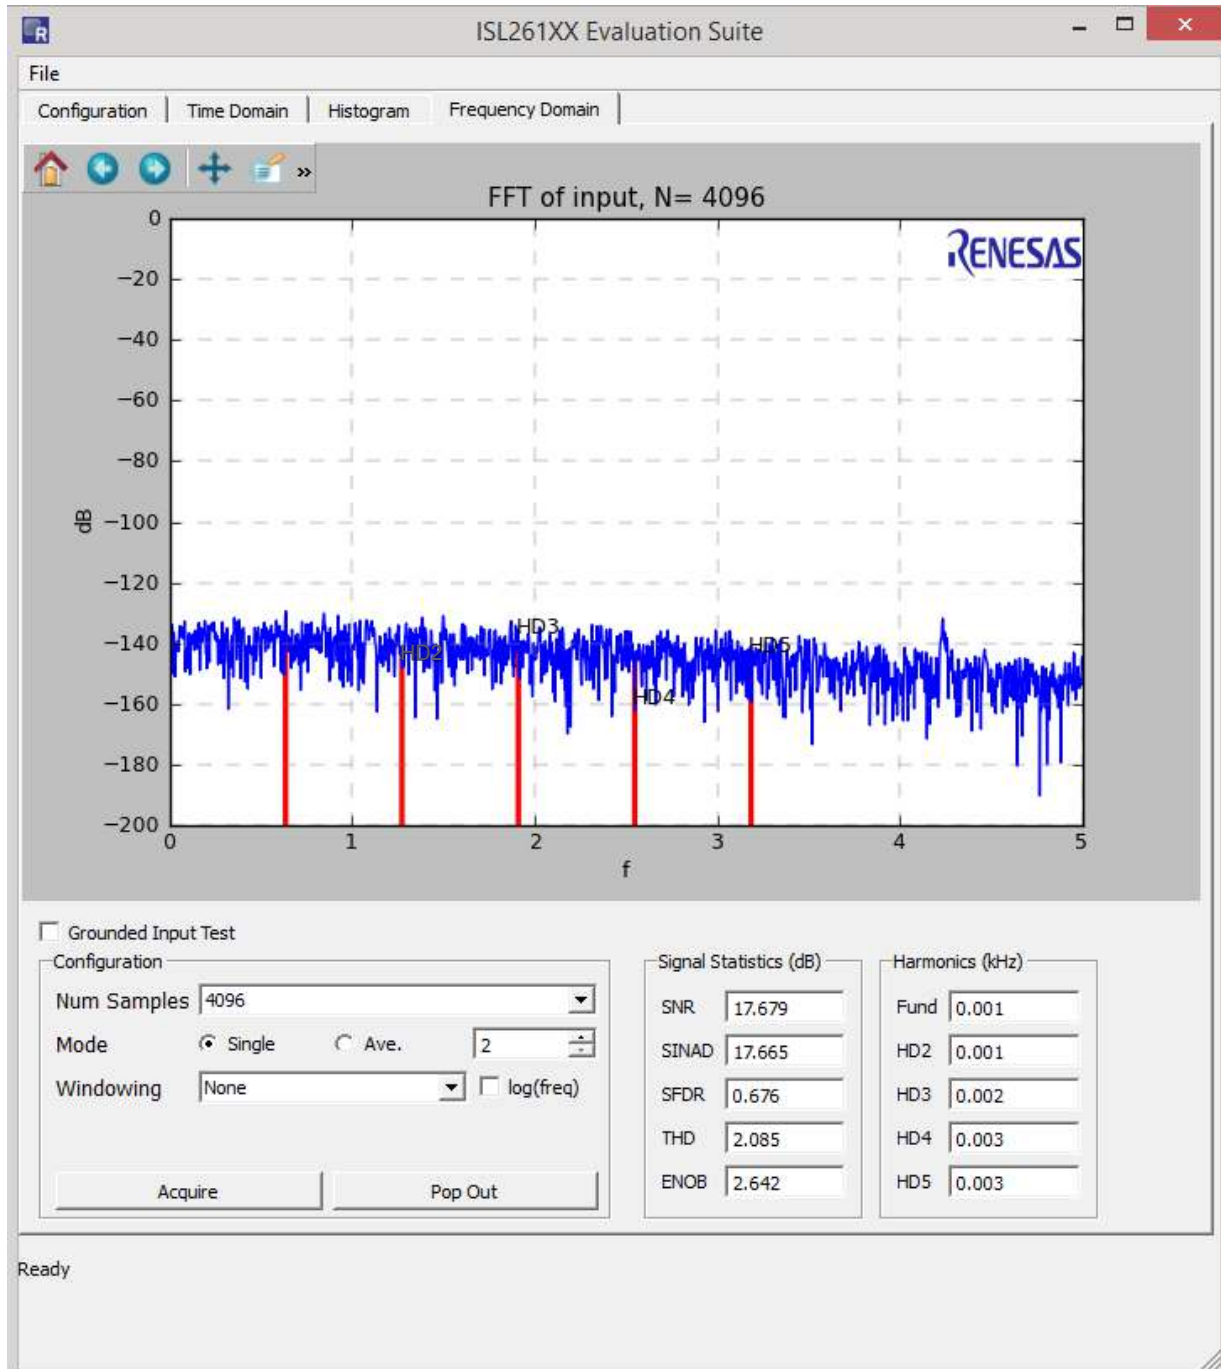 ISL261XX Evaluation Suite
File
Configuration Time Domain Histogram Frequency Domain
»
FFT of input, N= 4096
RENESAS
0
−20
−40
−60
−80
−100
−120
−140
−160
−180
−200
dB
HD2
HD3
HD4
HD5
0 1 2 3 4 5
f
Grounded Input Test
Configuration
Num Samples 4096
Mode Single Ave. 2
Windowing None log(freq)
Acquire Pop Out
Signal Statistics (dB)
SNR 17.679
SINAD 17.665
SFDR 0.676
THD 2.085
ENOB 2.642
Harmonics (kHz)
Fund 0.001
HD2 0.001
HD3 0.002
HD4 0.003
HD5 0.003
Ready